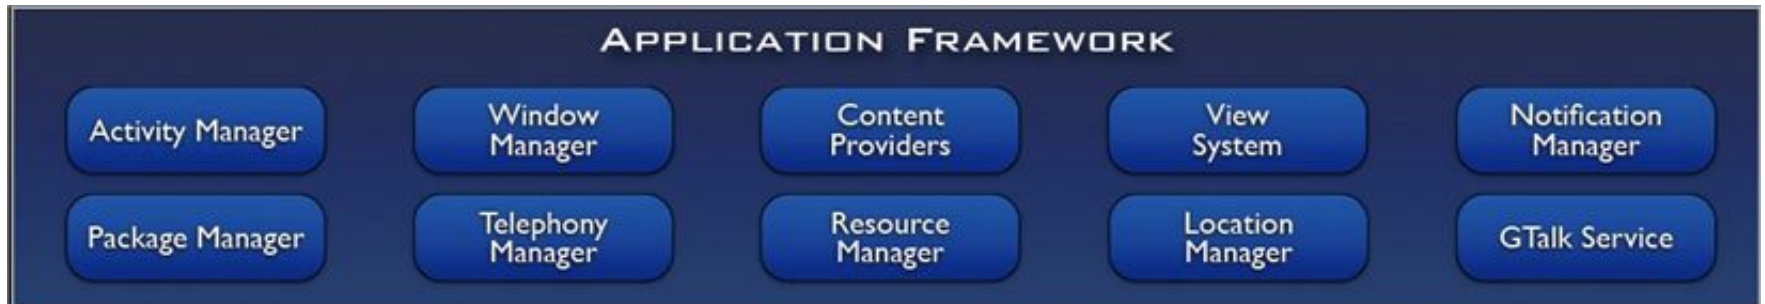 APPLICATION FRAMEWORK
Activity Manager
Window
Manager
Content
Providers
View
System
Notification
Manager
Package Manager
Telephony
Manager
Resource
Manager
Location
Manager
GTalk Service